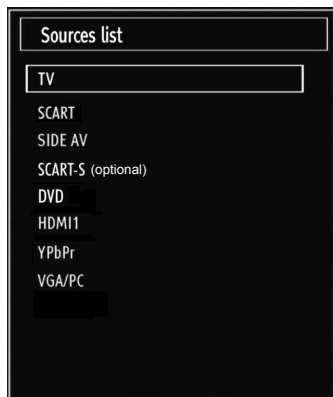 Sources list
TV
SCART
SIDE AV
SCART-S (optional)
DVD
HDMI1
YPbPr
VGA/PC